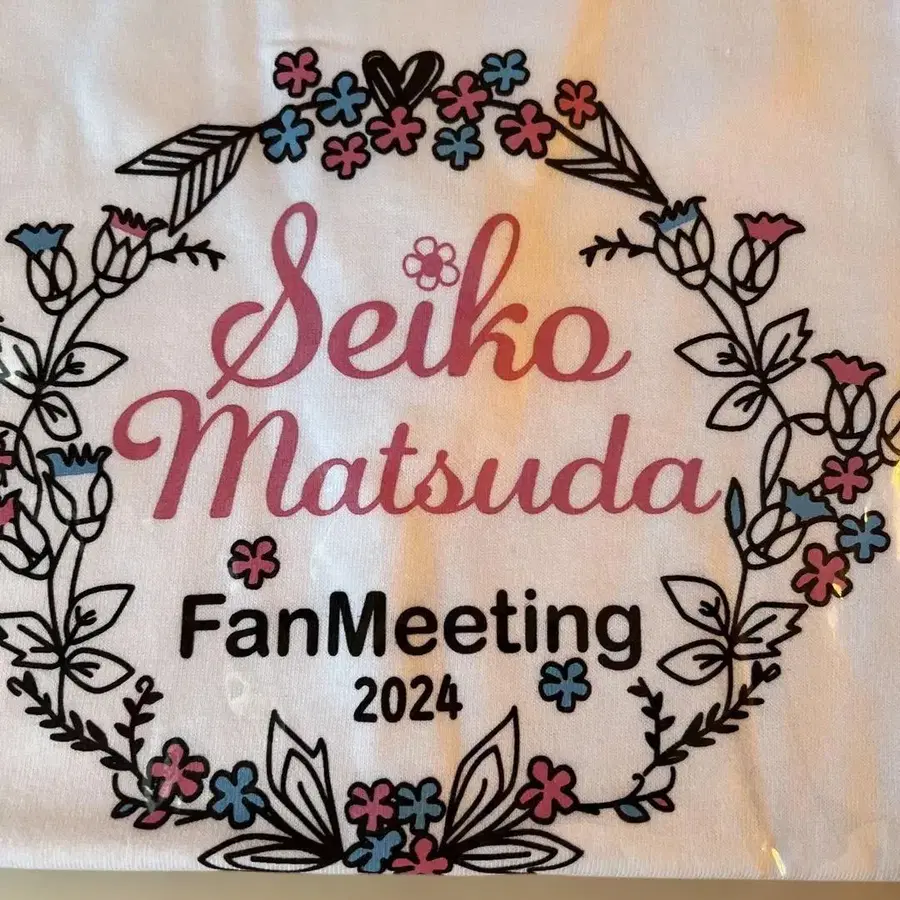 Seiko
Matsuda
FanMeeting
2024